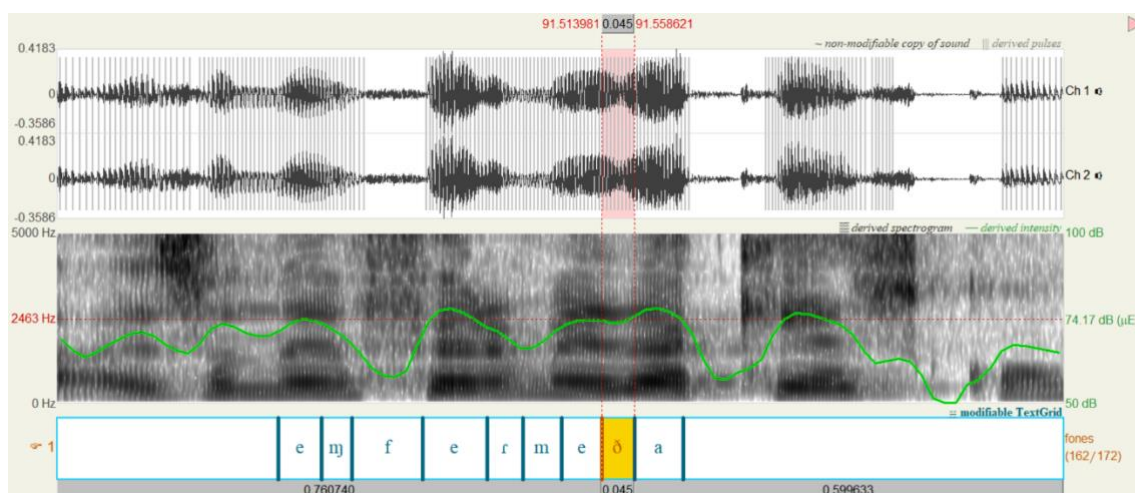 91.513981 0.045 91.558621
~ non-modifiable copy of sound ||| derived pulses
0.4183
0
-0.3586
Ch 1
0.4183
0
-0.3586
Ch 2
derived spectrogram — derived intensity
5000 Hz
100 dB
2463 Hz
74.17 dB (µE
0 Hz
50 dB
modifiable TextGrid
1 e ɱ f e ɾ m e ð a fones
(162/172)
0.760740 0.045 0.599633